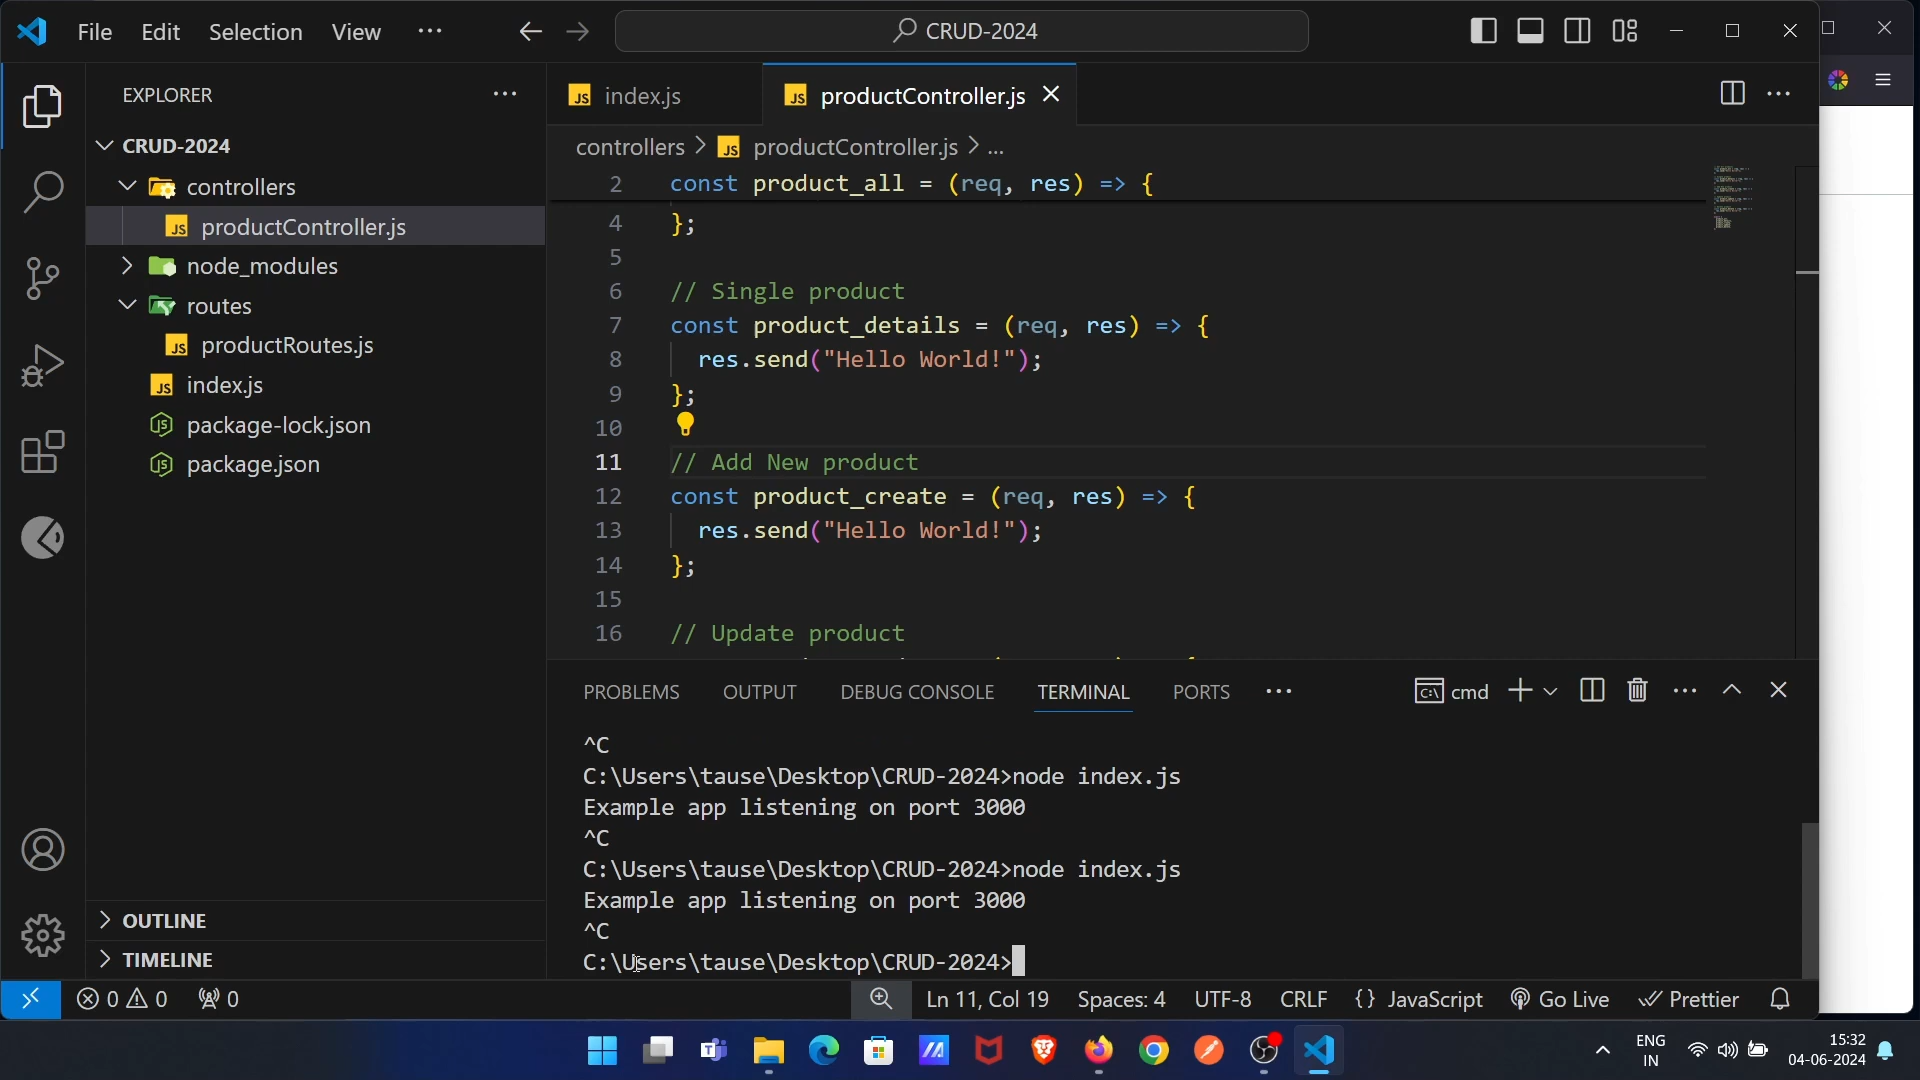 File Edit Selection View ··· CRUD-2024
EXPLORER ···
CRUD-2024
controllers
productController.js
node_modules
routes
productRoutes.js
index.js
package-lock.json
package.json
OUTLINE
TIMELINE
index.js productController.js
controllers > productController.js > ...
2 const product_all = (req, res) => {
4 };
5
6 // Single product
7 const product_details = (req, res) => {
8 res.send("Hello World!");
9 };
10
11 // Add New product
12 const product_create = (req, res) => {
13 res.send("Hello World!");
14 };
15
16 // Update product
PROBLEMS OUTPUT DEBUG CONSOLE TERMINAL PORTS ··· cmd
^C
C:\Users\tause\Desktop\CRUD-2024>node index.js
Example app listening on port 3000
^C
C:\Users\tause\Desktop\CRUD-2024>node index.js
Example app listening on port 3000
^C
C:\Users\tause\Desktop\CRUD-2024>
0 0 0 Ln 11, Col 19 Spaces: 4 UTF-8 CRLF {} JavaScript Go Live Prettier
ENG
IN
15:32
04-06-2024